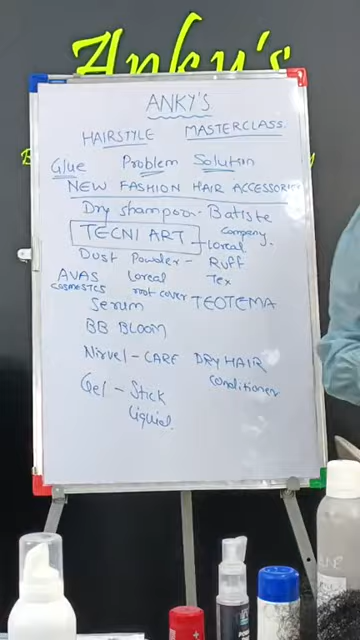 Anky's
ANKY'S
HAIRSTYLE MASTERCLASS
Glue Problem Solution
NEW FASHION HAIR ACCESSORIES
Dry shampoo - Batiste
TECNI ART - Company Loreal
Dust Powder - Ruff
AVAS Loreal Tex
COSMESTICS root cover
Serum TEOTEMA
BB BLOOM
Nirvel - CARE DRY HAIR
Conditioner
Gel - Stick
liquid.